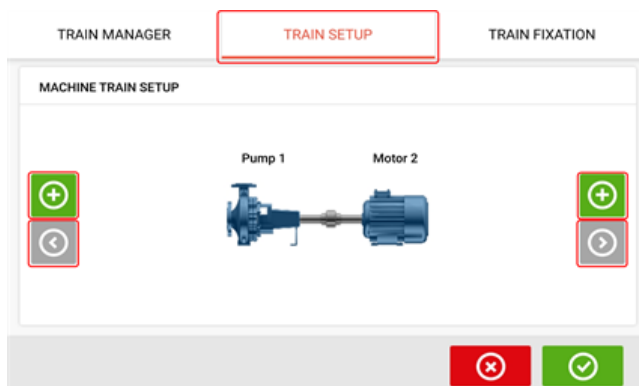 TRAIN MANAGER TRAIN SETUP TRAIN FIXATION
MACHINE TRAIN SETUP
Pump 1 Motor 2